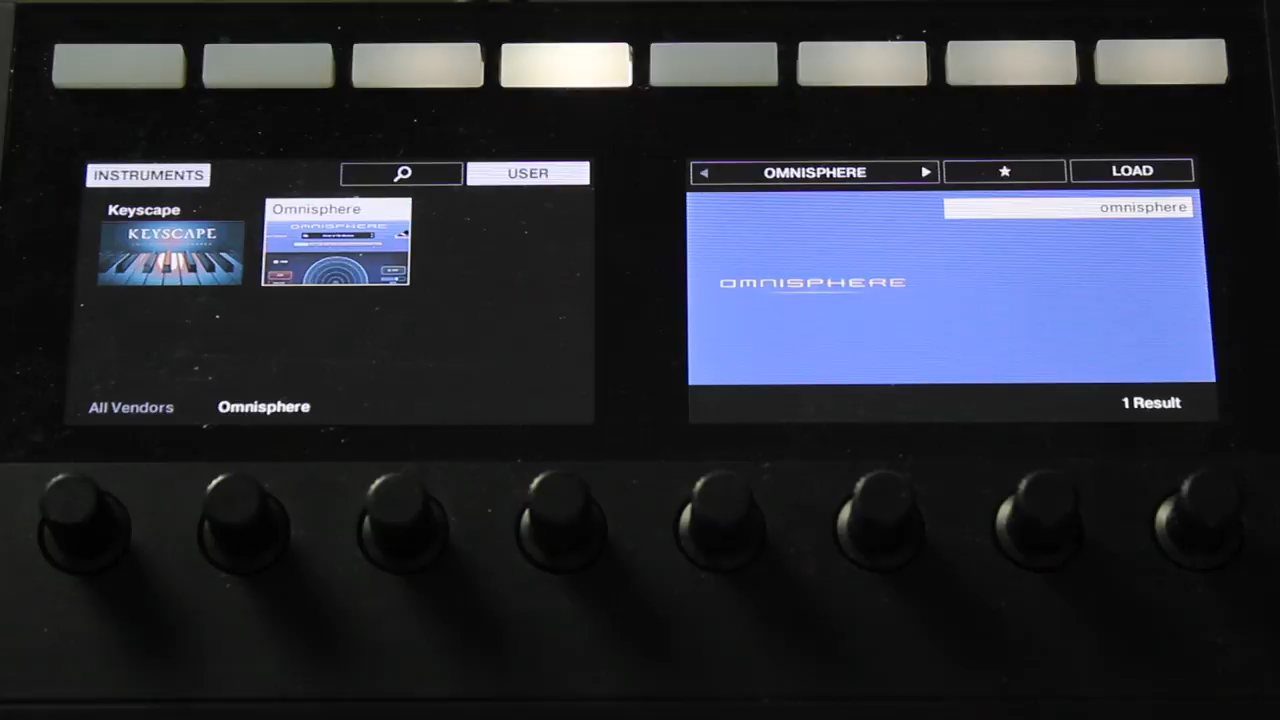 INSTRUMENTS
USER
Keyscape
KEYSCAPE
Omnisphere
OMNISPHERE
All Vendors
Omnisphere
OMNISPHERE
LOAD
omnisphere
OMNISPHERE
1 Result